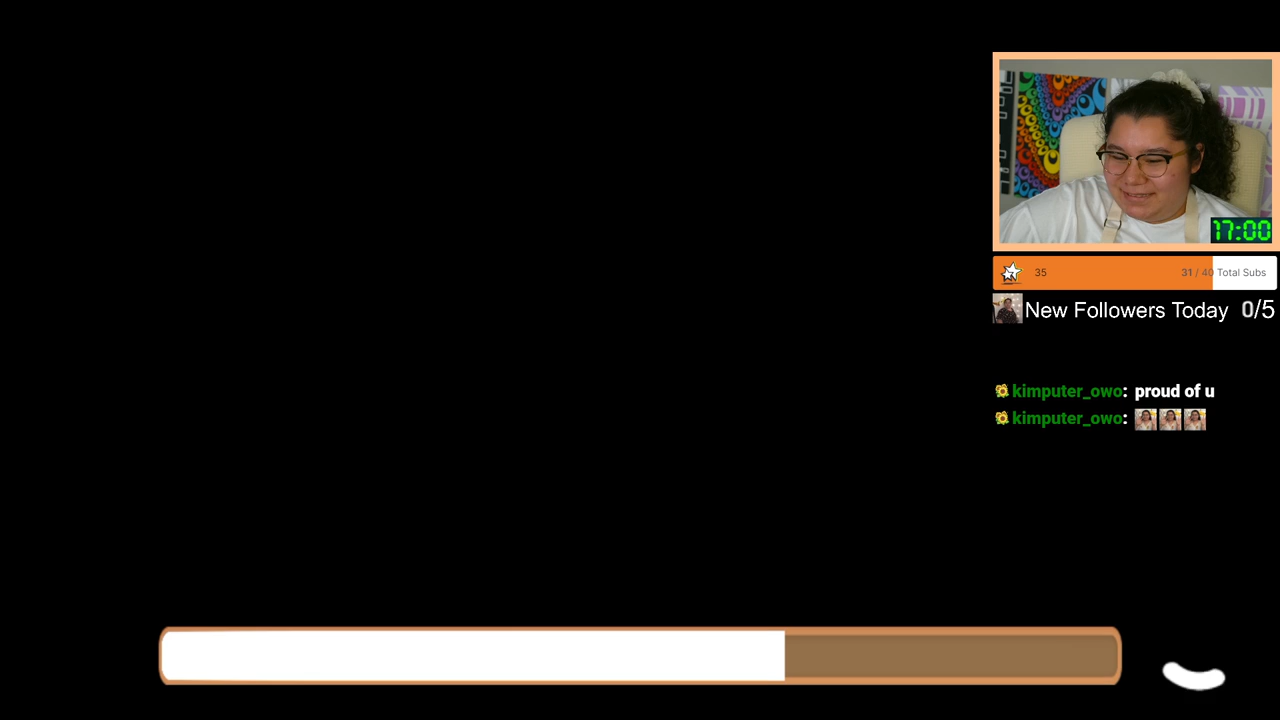 17:00
35 31 / 40 Total Subs
New Followers Today 0/5
kimputer_owo: proud of u
kimputer_owo: